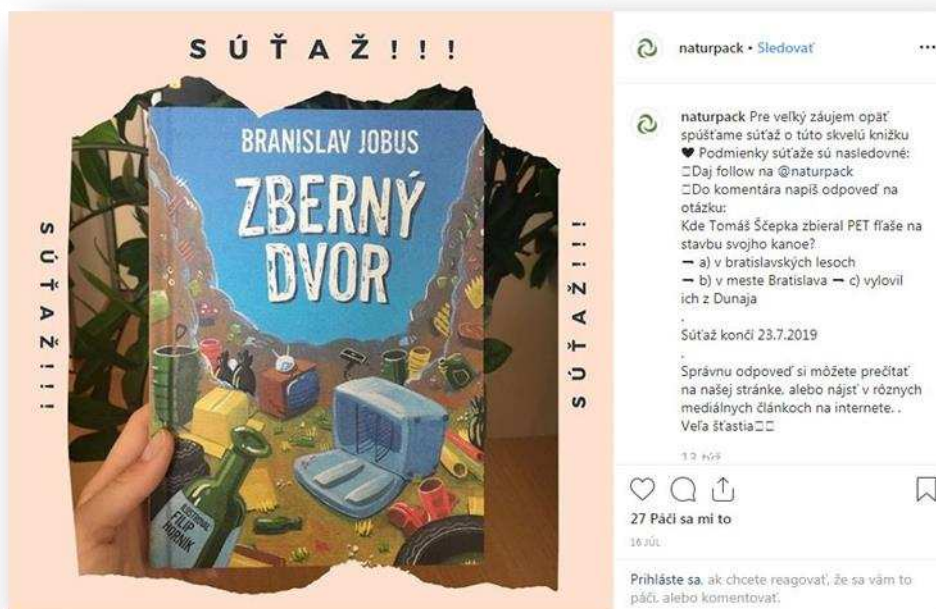 SÚŤAŽ!!!
SÚŤAŽ!!!
BRANISLAV JOBUS
ZBERNÝ
DVOR
ILUSTROVAL
FILIP
HORNÍK
SÚŤAŽ!!!
naturpack • Sledovať
naturpack Pre veľký záujem opäť
spúšťame súťaž o túto skvelú knižku
♥ Podmienky súťaže sú nasledovné:
□Daj follow na @naturpack
□Do komentára napíš odpoveď na
otázku:
Kde Tomáš Ščepka zbieral PET fľaše na
stavbu svojho kanoe?
– a) v bratislavských lesoch
– b) v meste Bratislava – c) vylovil
ich z Dunaja
.
Súťaž končí 23.7.2019
.
Správnu odpoveď si môžete prečítať
na našej stránke, alebo nájsť v rôznych
mediálnych článkoch na internete. .
Veľa šťastia□□
13 týž
27 Páči sa mi to
16 JÚL
Prihláste sa, ak chcete reagovať, že sa vám to
páči, alebo komentovať.